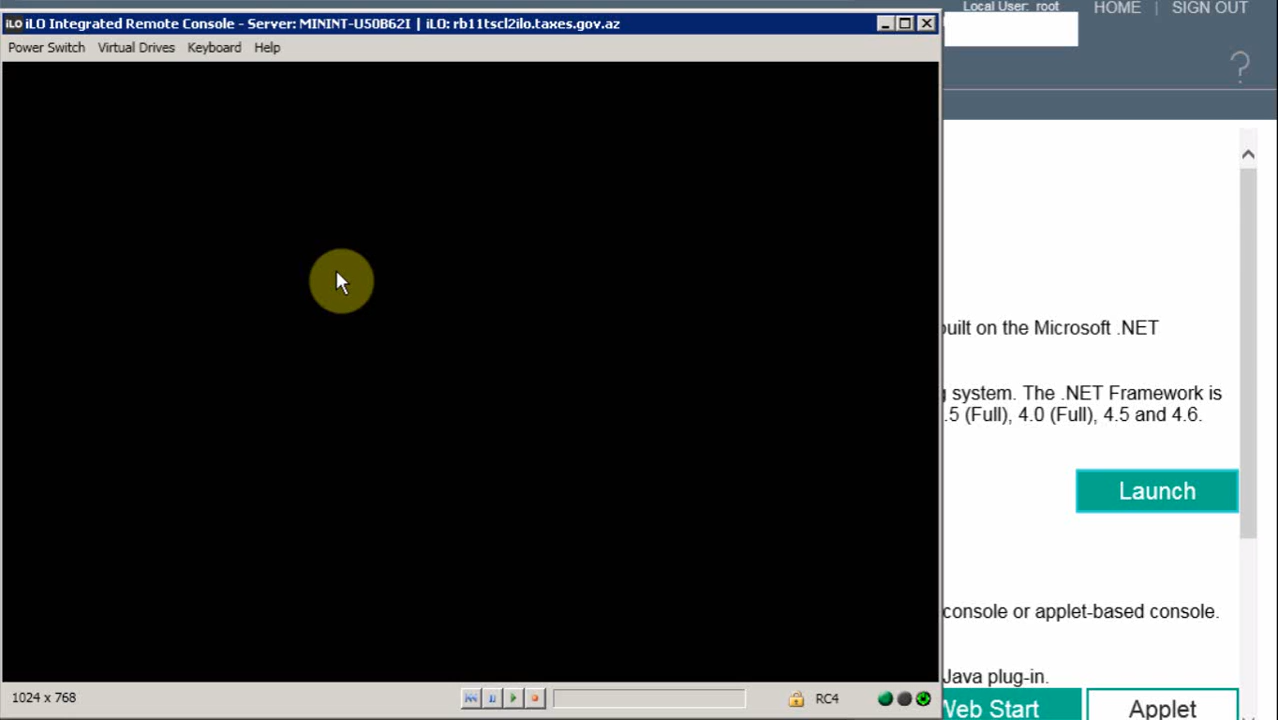 iLO Integrated Remote Console - Server: MININT-U50B62I | iLO: rb11tscl2ilo.taxes.gov.az
Local User: root
HOME | SIGN OUT
Power Switch Virtual Drives Keyboard Help
?
built on the Microsoft .NET
system. The .NET Framework is
.5 (Full), 4.0 (Full), 4.5 and 4.6.
Launch
console or applet-based console.
Java plug-in.
Web Start Applet
1024 x 768 RC4